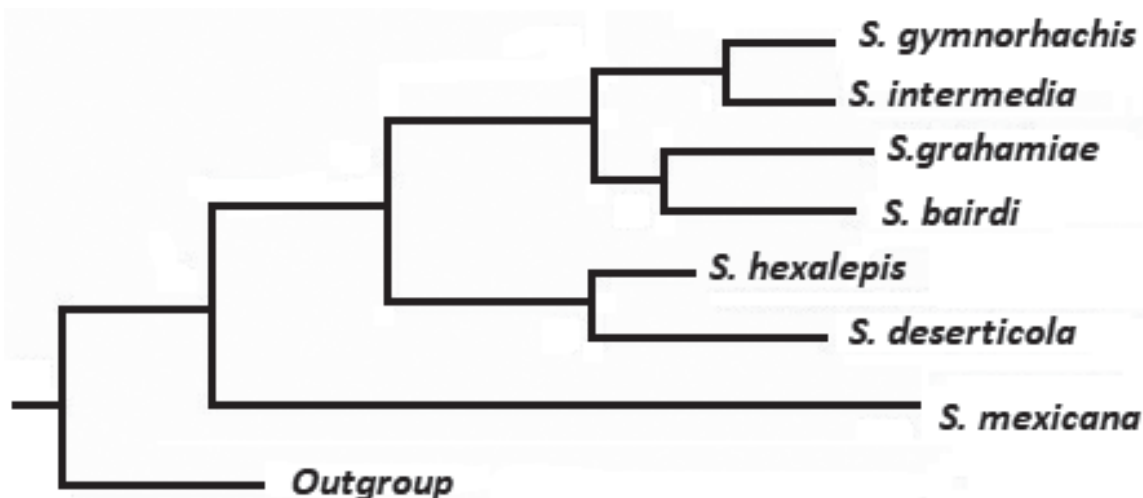 S. gymnorhachis
S. intermedia
S.grahamiae
S. bairdi
S. hexalepis
S. deserticola
S. mexicana
Outgroup